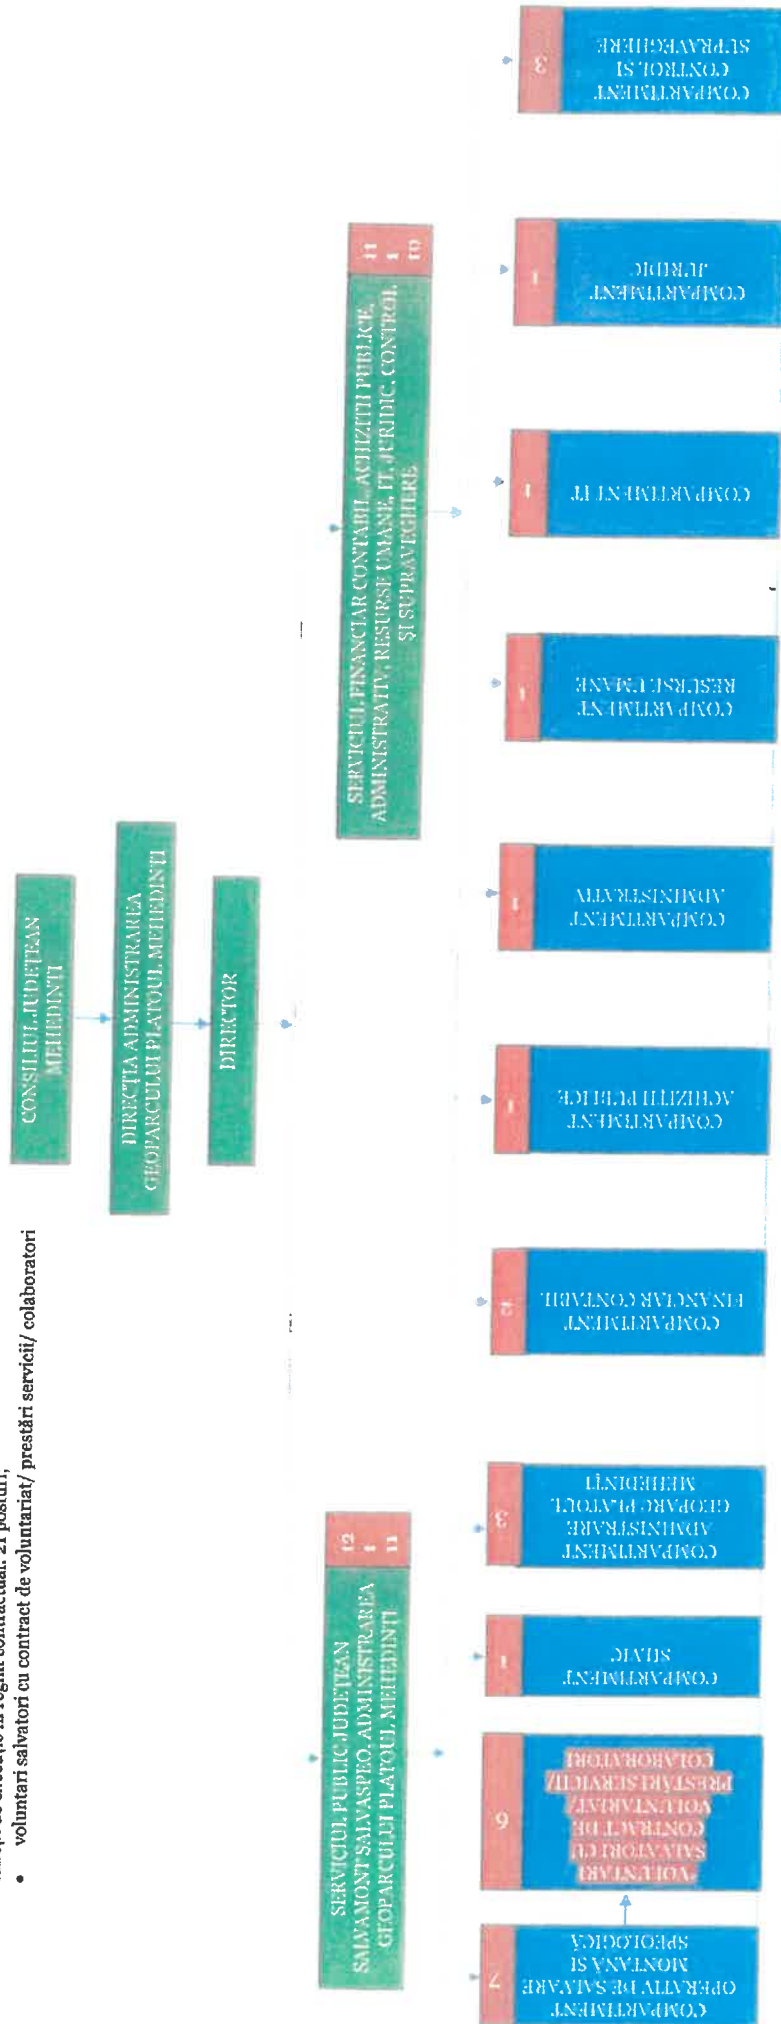 • voluntari salvatori cu contract de voluntariat/ prestări servicii/ colaboratori
CONSILIUL JUDEȚEAN
MEHEDINȚI
DIRECȚIA ADMINISTRAREA
GEOPARCULUI PLATOUL MEHEDINȚI
DIRECTOR
SERVICIUL PUBLIC JUDEȚEAN
SALVAMONT SALVASPEO, ADMINISTRAREA
GEOPARCULUI PLATOUL MEHEDINȚI
12
1
11
SERVICIUL FINANCIAR CONTABIL, ACHIZIȚII PUBLICE,
ADMINISTRATIV, RESURSE UMANE, IT, JURIDIC, CONTROL
ȘI SUPRAVEGHERE
11
1
10
7
COMPARTIMENT
OPERATIV DE SALVARE
MONTANĂ SI
SPEOLOGICĂ
6
VOLUNTARI
SALVATORI CU
CONTRACT DE
VOLUNTARIAT/
PRESTĂRI SERVICII/
COLABORATORI
1
COMPARTIMENT
SILVIC
3
COMPARTIMENT
ADMINISTRARE
GEOPARC PLATOUL
MEHEDINȚI
2
COMPARTIMENT
FINANCIAR CONTABIL
1
COMPARTIMENT
ACHIZIȚII PUBLICE
1
COMPARTIMENT
ADMINISTRATIV
1
COMPARTIMENT
RESURSE UMANE
1
COMPARTIMENT IT
1
COMPARTIMENT
JURIDIC
3
COMPARTIMENT
CONTROL SI
SUPRAVEGHERE